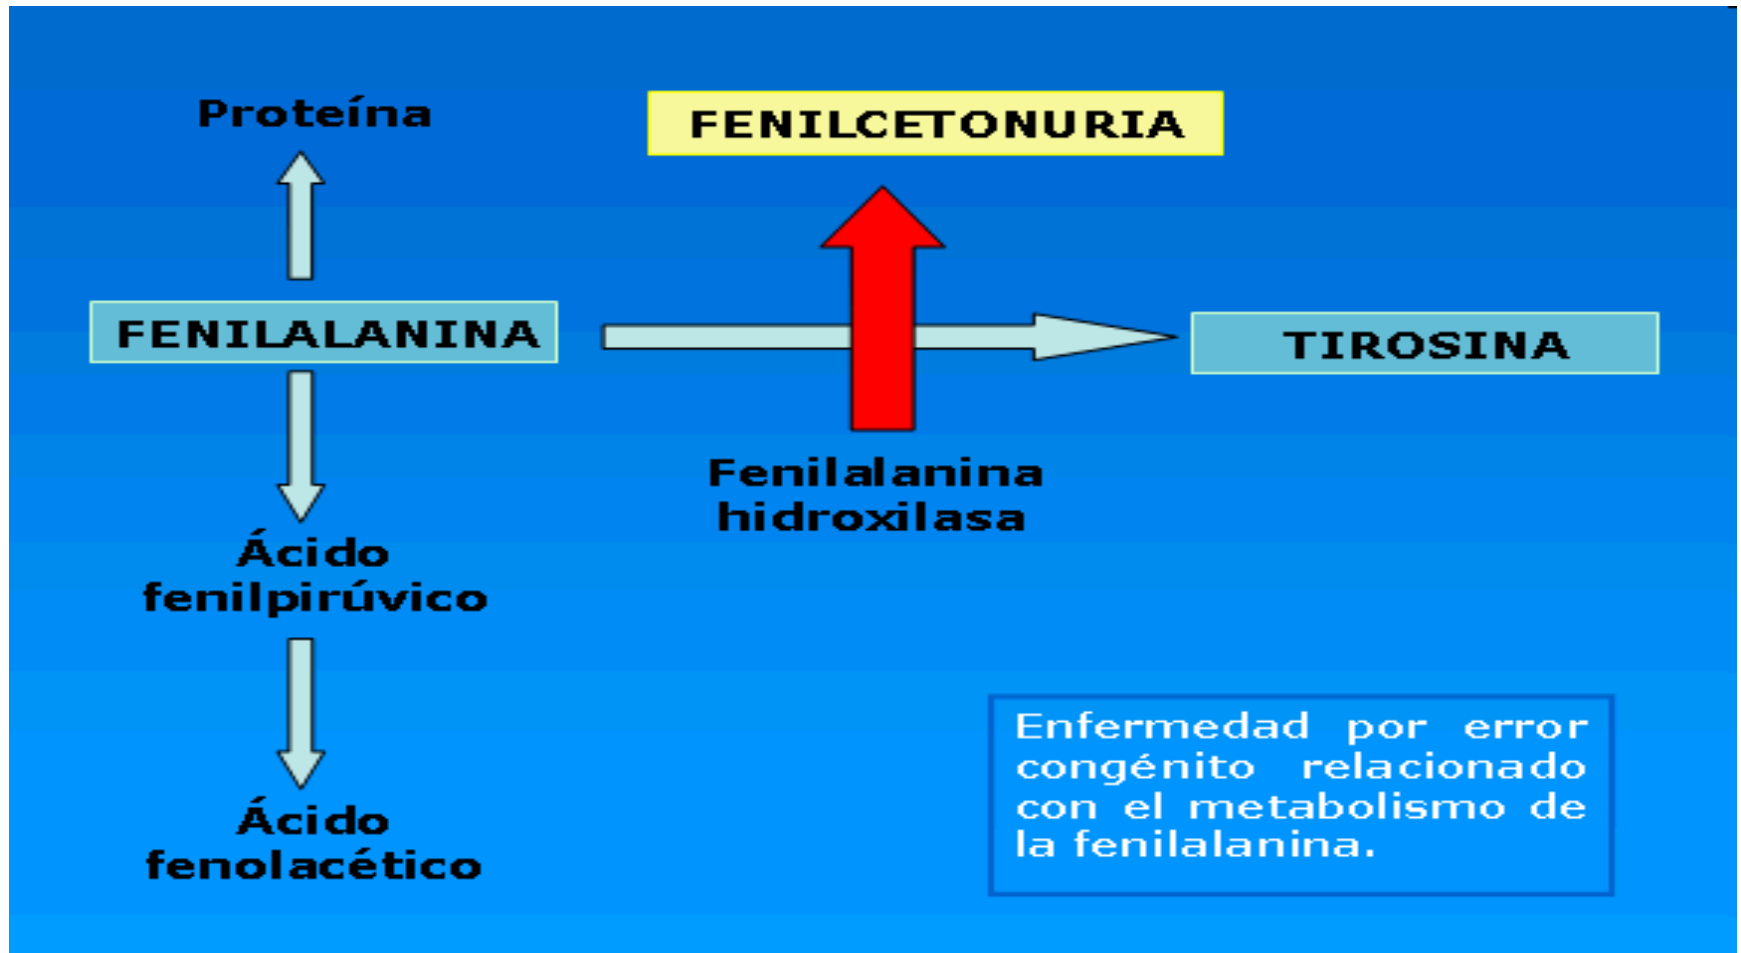 Proteína
FENILCETONURIA
FENILALANINA
TIROSINA
Fenilalanina
hidroxilasa
Ácido
fenilpirúvico
Ácido
fenolacético
Enfermedad por error
congénito relacionado
con el metabolismo de
la fenilalanina.